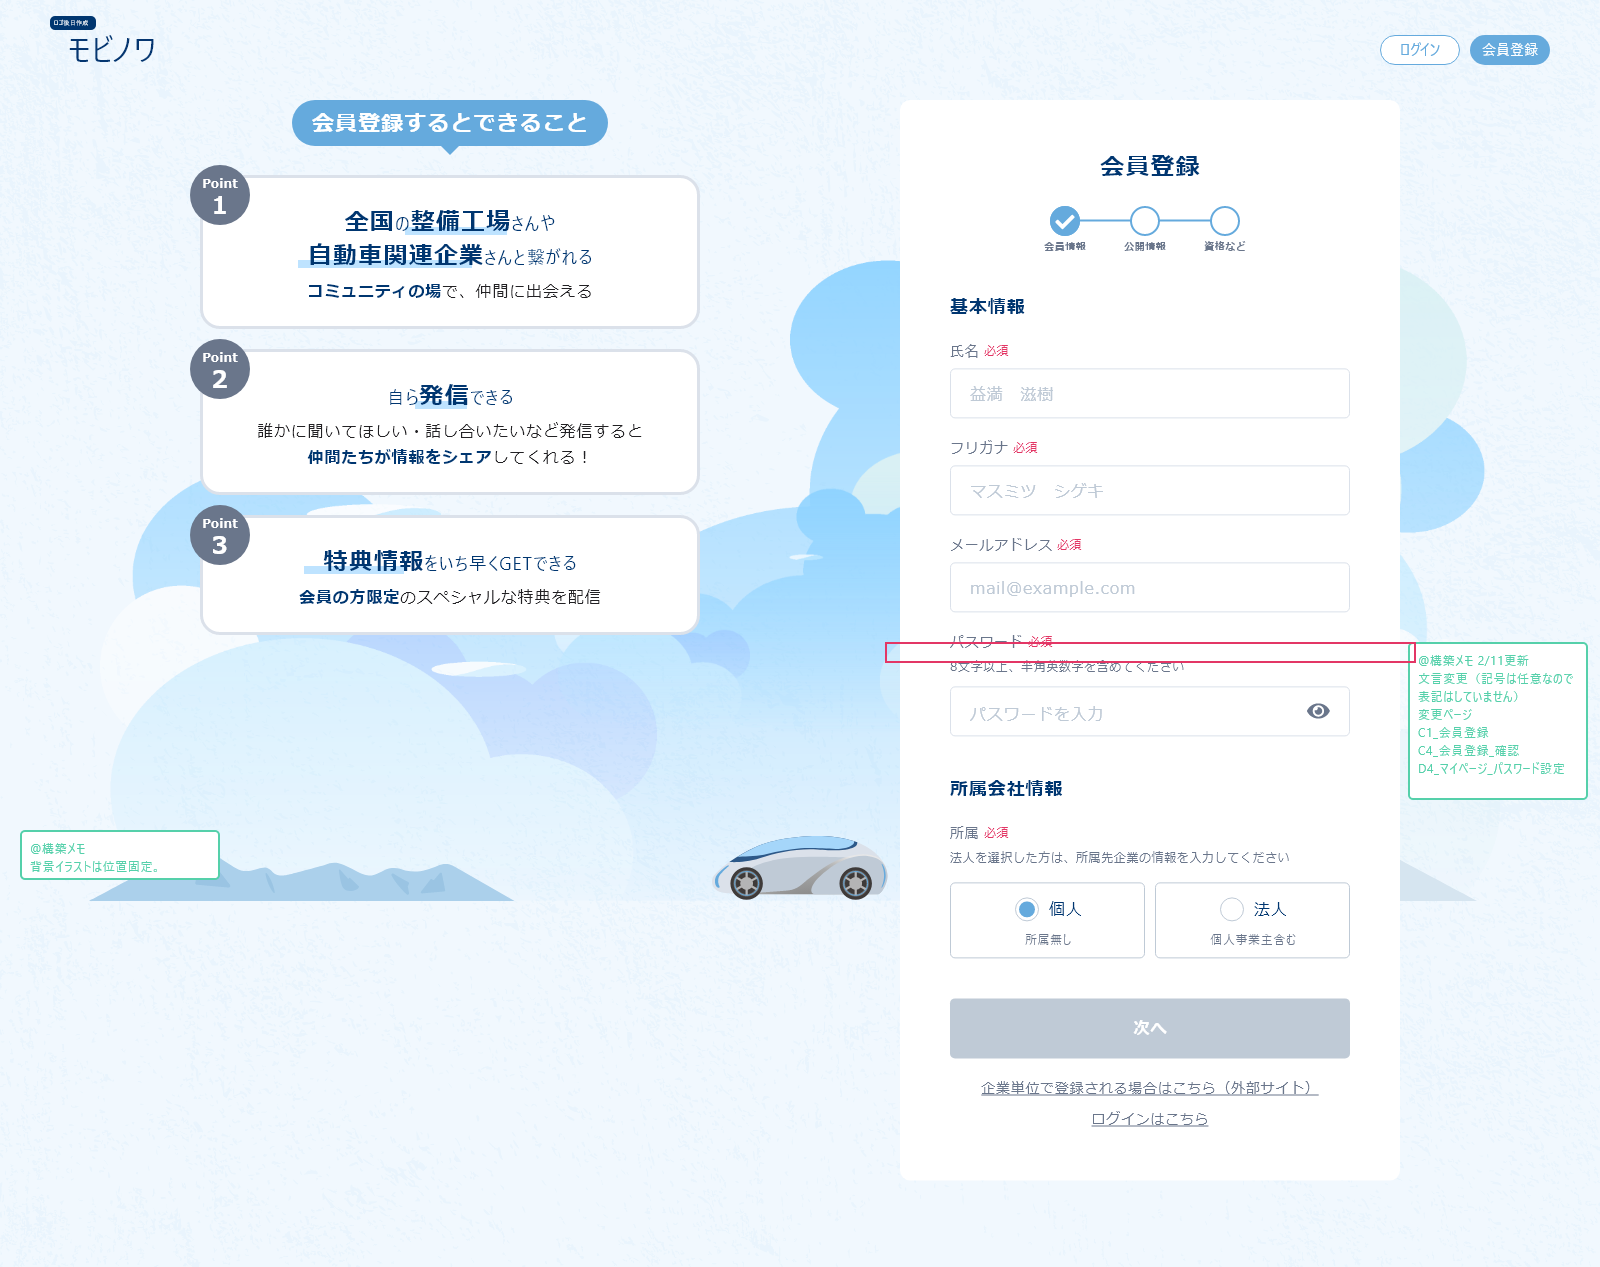 ロゴ後日作成
モビノワ
ログイン
会員登録
会員登録するとできること
Point
1
全国の整備工場さんや
自動車関連企業さんと繋がれる
コミュニティの場で、仲間に出会える
Point
2
自ら発信できる
誰かに聞いてほしい・話し合いたいなど発信すると
仲間たちが情報をシェアしてくれる！
Point
3
特典情報をいち早くGETできる
会員の方限定のスペシャルな特典を配信
@構築メモ
背景イラストは位置固定。
会員登録
会員情報
公開情報
資格など
基本情報
氏名 必須
益満　滋樹
フリガナ 必須
マスミツ　シゲキ
メールアドレス 必須
mail@example.com
パスワード 必須
8文字以上、半角英数字を含めてください
パスワードを入力
所属会社情報
所属 必須
法人を選択した方は、所属先企業の情報を入力してください
個人
所属無し
法人
個人事業主含む
次へ
企業単位で登録される場合はこちら（外部サイト）
ログインはこちら
@構築メモ 2/11更新
文言変更（記号は任意なので
表記はしていません）
変更ページ
C1_会員登録
C4_会員登録_確認
D4_マイページ_パスワード設定